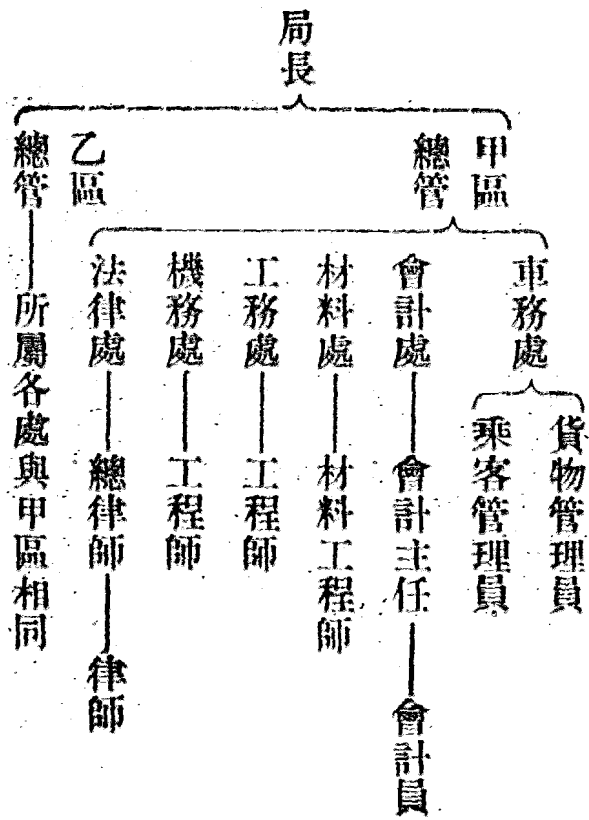 局長
甲區
總管
車務處
貨物管理員
乘客管理員
會計處
會計主任
會計員
材料處
材料工程師
工務處
工程師
機務處
工程師
法律處
總律師
律師
乙區
總管
所屬各處與甲區相同